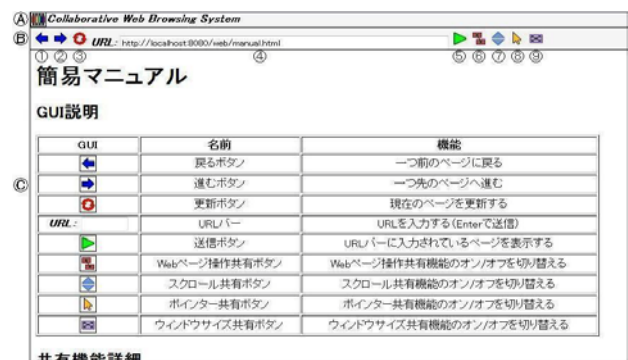 Ⓐ Collaborative Web Browsing System
Ⓑ URL: http://localhost:8080/web/manual.html
① ② ③ ④ ⑤ ⑥ ⑦ ⑧ ⑨
簡易マニュアル
GUI説明
GUI 名前 機能
戻るボタン 一つ前のページに戻る
Ⓒ 進むボタン 一つ先のページへ進む
更新ボタン 現在のページを更新する
URL: URLバー URLを入力する(Enterで送信)
送信ボタン URLバーに入力されているページを表示する
Webページ操作共有ボタン Webページ操作共有機能のオン/オフを切り替える
スクロール共有ボタン スクロール共有機能のオン/オフを切り替える
ポインター共有ボタン ポインター共有機能のオン/オフを切り替える
ウィンドウサイズ共有ボタン ウィンドウサイズ共有機能のオン/オフを切り替える
共有機能詳細